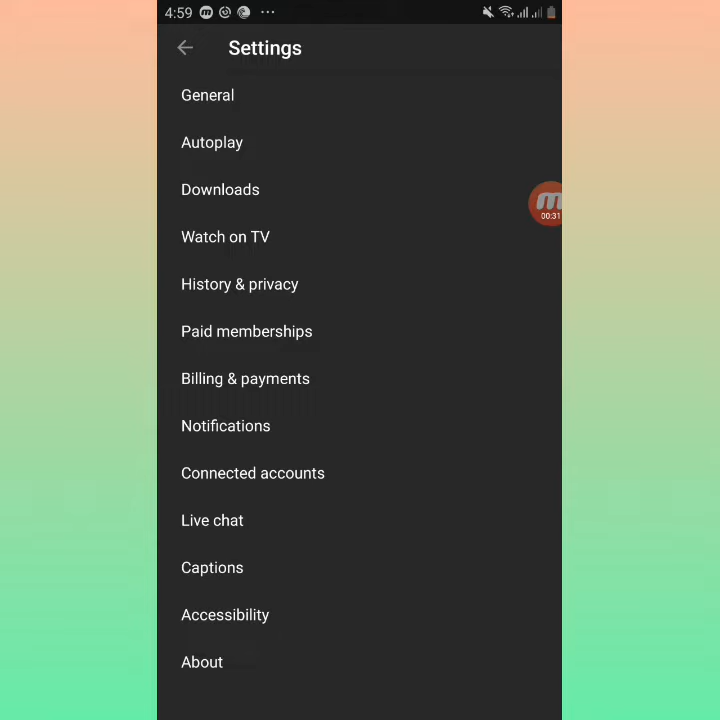 4:59
Settings
General
Autoplay
Downloads
Watch on TV
History & privacy
Paid memberships
Billing & payments
Notifications
Connected accounts
Live chat
Captions
Accessibility
About
00:31